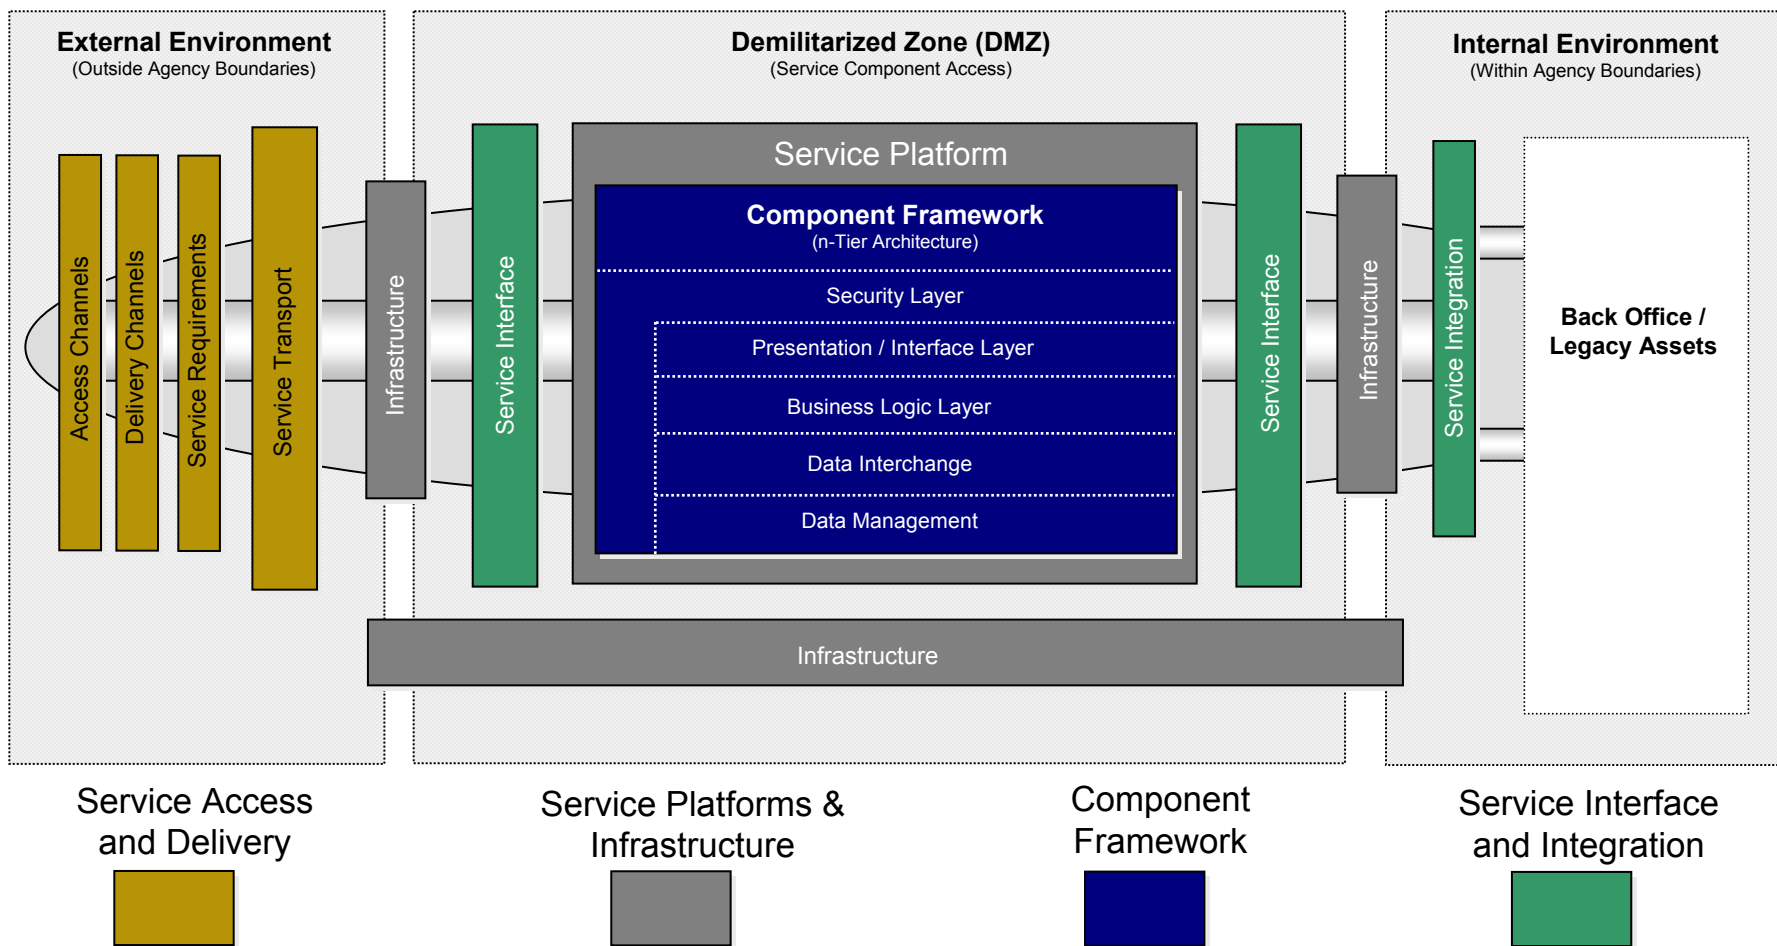 External Environment
(Outside Agency Boundaries)
Demilitarized Zone (DMZ)
(Service Component Access)
Internal Environment
(Within Agency Boundaries)
Access Channels
Delivery Channels
Service Requirements
Service Transport
Infrastructure
Service Interface
Service Platform
Component Framework
(n-Tier Architecture)
Security Layer
Presentation / Interface Layer
Business Logic Layer
Data Interchange
Data Management
Service Interface
Infrastructure
Service Integration
Back Office /
Legacy Assets
Infrastructure
Service Access
and Delivery
Service Platforms &
Infrastructure
Component
Framework
Service Interface
and Integration